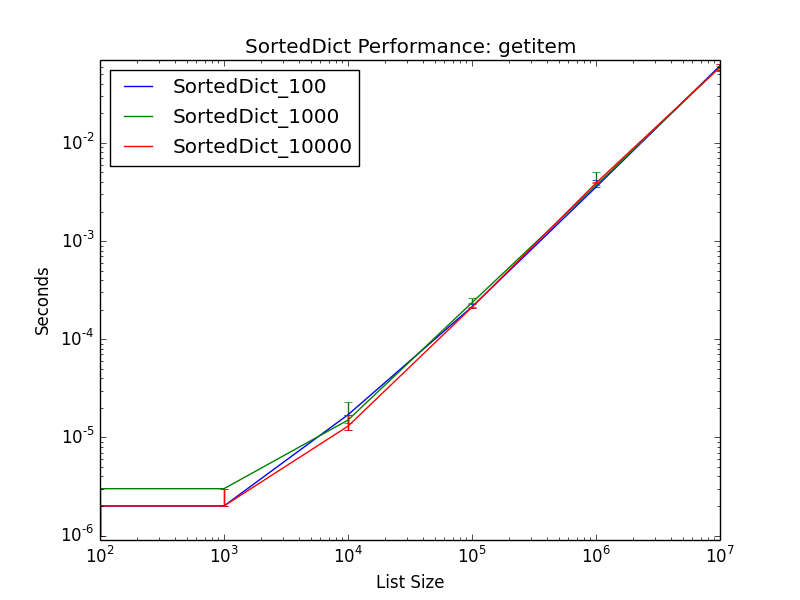 SortedDict Performance: getitem
SortedDict_100
SortedDict_1000
SortedDict_10000
10^-2
10^-3
10^-4
10^-5
10^-6
Seconds
10^2 10^3 10^4 10^5 10^6 10^7
List Size